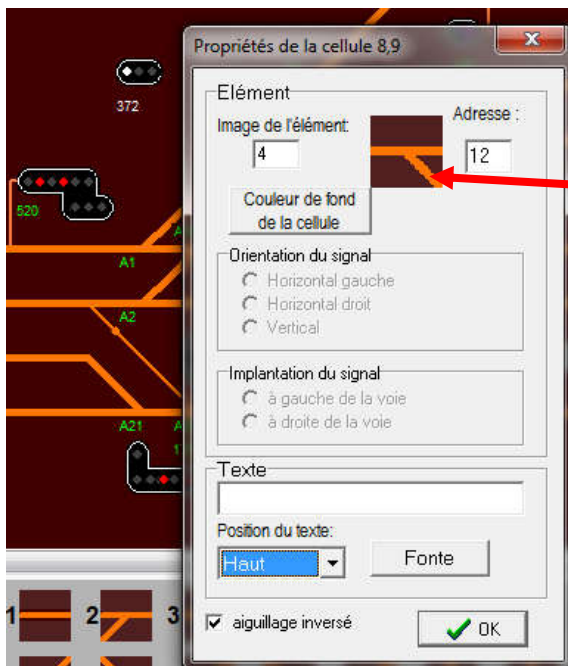 Propriétés de la cellule 8,9
372
520
A1
A2
A21
Elément
Image de l'élément:
4
Adresse :
12
Couleur de fond
de la cellule
Orientation du signal
Horizontal gauche
Horizontal droit
Vertical
Implantation du signal
à gauche de la voie
à droite de la voie
Texte
Position du texte:
Haut
Fonte
aiguillage inversé
OK
1
2
3